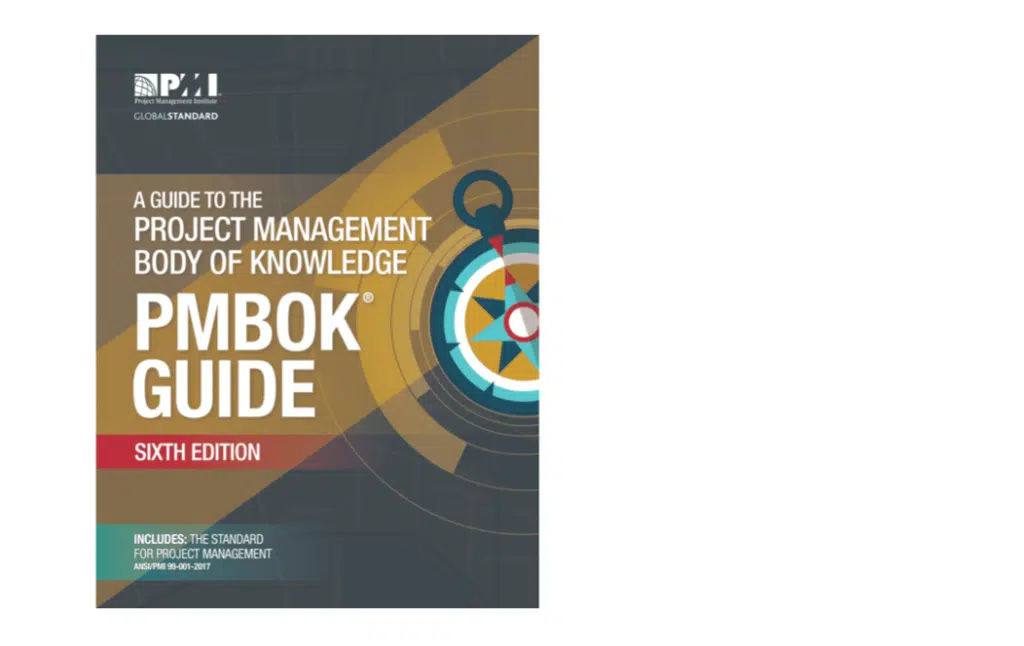 PMI
Project Management Institute
GLOBALSTANDARD
A GUIDE TO THE
PROJECT MANAGEMENT
BODY OF KNOWLEDGE
PMBOK®
GUIDE
SIXTH EDITION
INCLUDES: THE STANDARD
FOR PROJECT MANAGEMENT
ANSI/PMI 99-001-2017